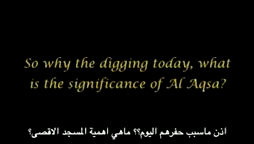 So why the digging today, what
is the significance of Al Aqsa?
اذن ماسبب حفرهم اليوم؟؟ ماهي اهمية المسجد الاقصى؟